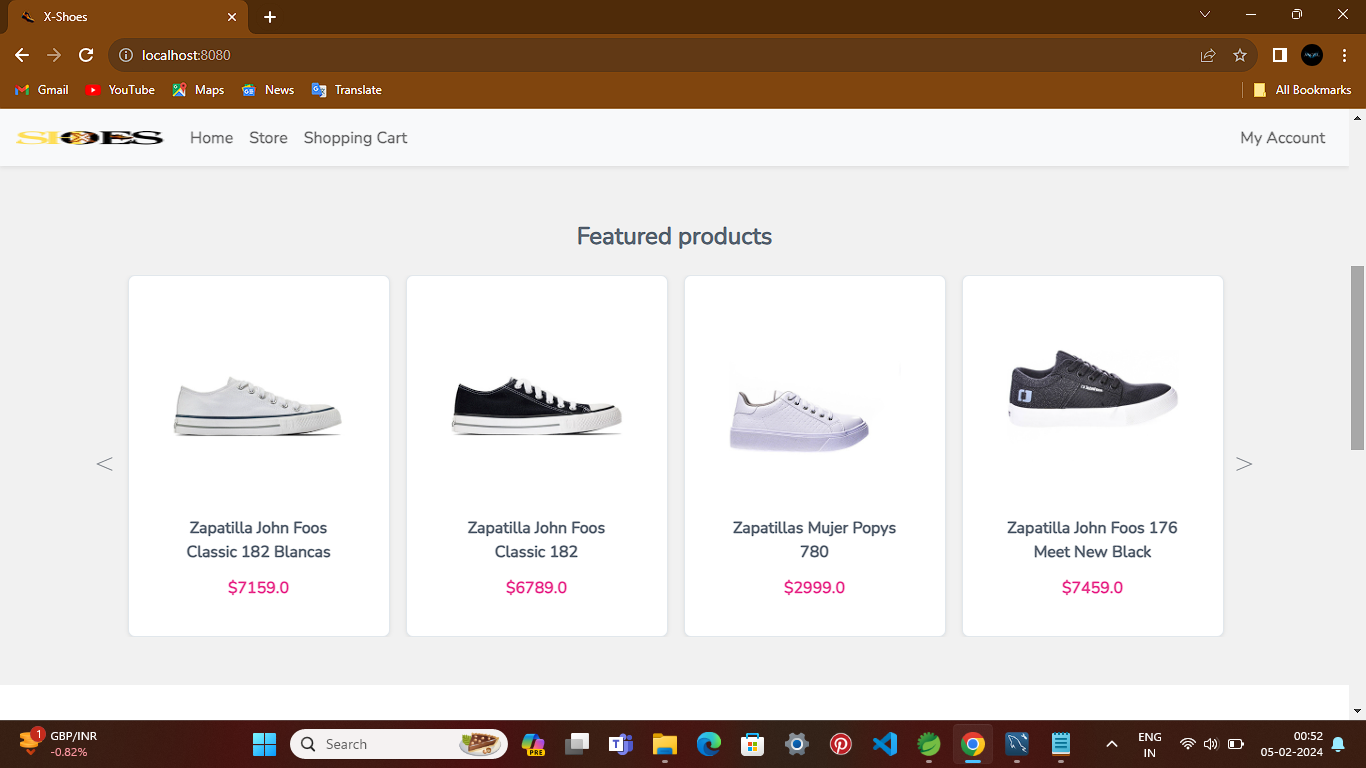 X-Shoes
localhost:8080
Gmail YouTube Maps News Translate All Bookmarks
Home Store Shopping Cart My Account
Featured products
Zapatilla John Foos
Classic 182 Blancas
$7159.0
Zapatilla John Foos
Classic 182
$6789.0
Zapatillas Mujer Popys
780
$2999.0
Zapatilla John Foos 176
Meet New Black
$7459.0
< >
1
GBP/INR
-0.82%
Search
PRE
ENG
IN
00:52
05-02-2024